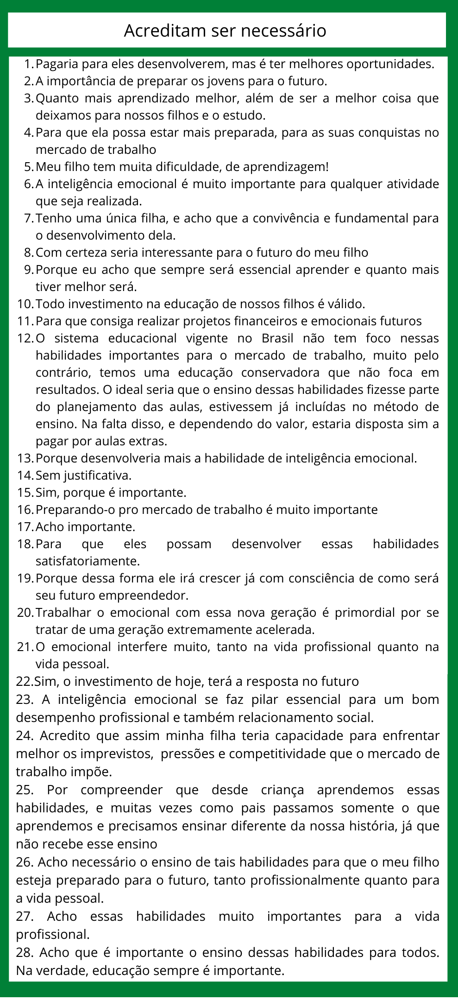 Acreditam ser necessário
1. Pagaria para eles desenvolverem, mas é ter melhores oportunidades.
2. A importância de preparar os jovens para o futuro.
3. Quanto mais aprendizado melhor, além de ser a melhor coisa que
deixamos para nossos filhos e o estudo.
4. Para que ela possa estar mais preparada, para as suas conquistas no
mercado de trabalho
5. Meu filho tem muita dificuldade, de aprendizagem!
6. A inteligência emocional é muito importante para qualquer atividade
que seja realizada.
7. Tenho uma única filha, e acho que a convivência e fundamental para
o desenvolvimento dela.
8. Com certeza seria interessante para o futuro do meu filho
9. Porque eu acho que sempre será essencial aprender e quanto mais
tiver melhor será.
10. Todo investimento na educação de nossos filhos é válido.
11. Para que consiga realizar projetos financeiros e emocionais futuros
12. O sistema educacional vigente no Brasil não tem foco nessas
habilidades importantes para o mercado de trabalho, muito pelo
contrário, temos uma educação conservadora que não foca em
resultados. O ideal seria que o ensino dessas habilidades fizesse parte
do planejamento das aulas, estivessem já incluídas no método de
ensino. Na falta disso, e dependendo do valor, estaria disposta sim a
pagar por aulas extras.
13. Porque desenvolveria mais a habilidade de inteligência emocional.
14. Sem justificativa.
15. Sim, porque é importante.
16. Preparando-o pro mercado de trabalho é muito importante
17. Acho importante.
18. Para que eles possam desenvolver essas habilidades
satisfatoriamente.
19. Porque dessa forma ele irá crescer já com consciência de como será
seu futuro empreendedor.
20. Trabalhar o emocional com essa nova geração é primordial por se
tratar de uma geração extremamente acelerada.
21. O emocional interfere muito, tanto na vida profissional quanto na
vida pessoal.
22.Sim, o investimento de hoje, terá a resposta no futuro
23. A inteligência emocional se faz pilar essencial para um bom
desempenho profissional e também relacionamento social.
24. Acredito que assim minha filha teria capacidade para enfrentar
melhor os imprevistos,  pressões e competitividade que o mercado de
trabalho impõe.
25. Por compreender que desde criança aprendemos essas
habilidades, e muitas vezes como pais passamos somente o que
aprendemos e precisamos ensinar diferente da nossa história, já que
não recebe esse ensino
26. Acho necessário o ensino de tais habilidades para que o meu filho
esteja preparado para o futuro, tanto profissionalmente quanto para
a vida pessoal.
27. Acho essas habilidades muito importantes para a vida
profissional.
28. Acho que é importante o ensino dessas habilidades para todos.
Na verdade, educação sempre é importante.